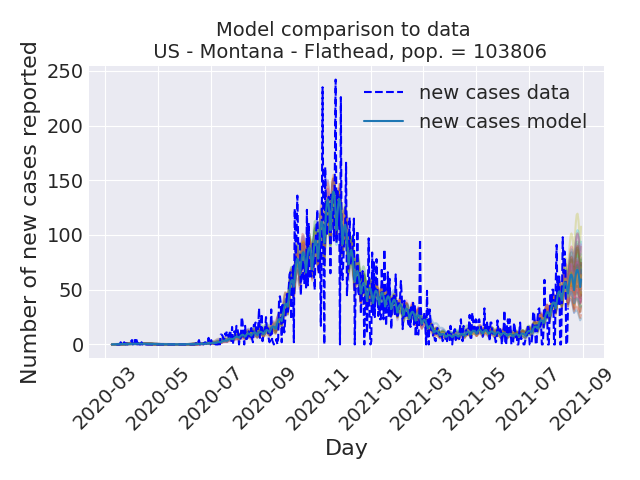 Model comparison to data
US - Montana - Flathead, pop. = 103806
Number of new cases reported
250
200
150
100
50
0
new cases data
new cases model
2020-03
2020-05
2020-07
2020-09
2020-11
2021-01
2021-03
2021-05
2021-07
2021-09
Day